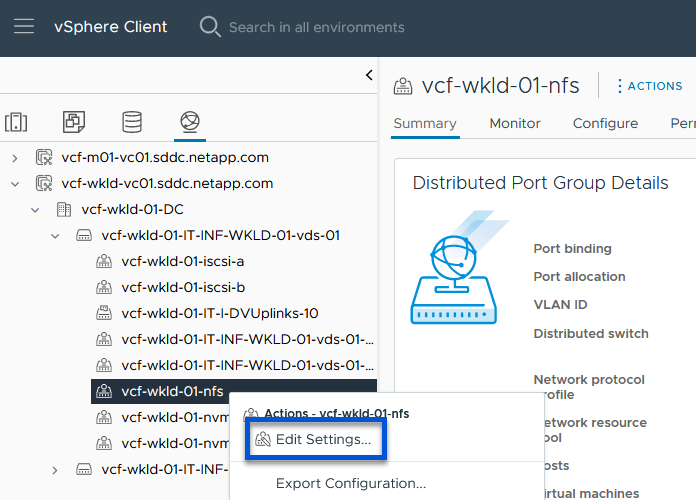 vSphere Client
Search in all environments
vcf-wkld-01-nfs
ACTIONS
Summary
Monitor
Configure
Per
vcf-m01-vc01.sddc.netapp.com
vcf-wkld-vc01.sddc.netapp.com
vcf-wkld-01-DC
vcf-wkld-01-IT-INF-WKLD-01-vds-01
vcf-wkld-01-iscsi-a
vcf-wkld-01-iscsi-b
vcf-wkld-01-IT-I-DVUplinks-10
vcf-wkld-01-IT-INF-WKLD-01-vds-01-...
vcf-wkld-01-IT-INF-WKLD-01-vds-01-...
vcf-wkld-01-nfs
vcf-wkld-01-nvm
vcf-wkld-01-nvm
vcf-wkld-01-IT-INF-
Actions - vcf-wkld-01-nfs
Edit Settings...
Export Configuration...
Distributed Port Group Details
Port binding
Port allocation
VLAN ID
Distributed switch
Network protocol
rofile
Network resource
ool
osts
Virtual machines